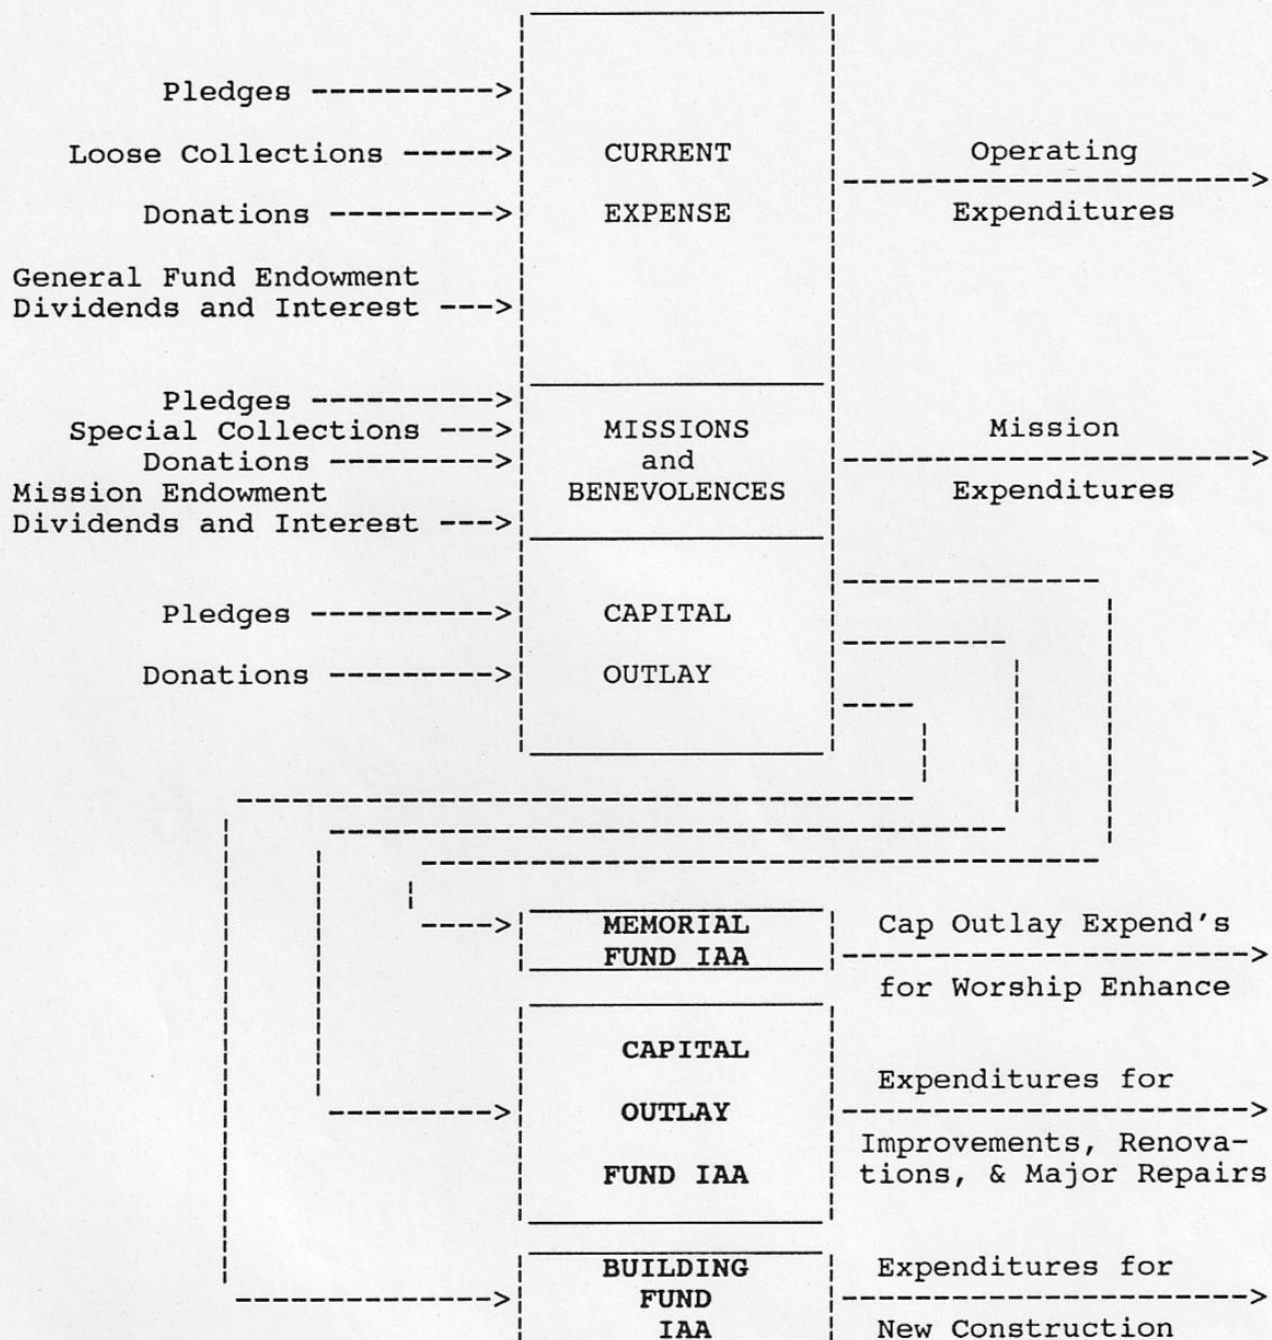 Pledges ---------->
Loose Collections -----> CURRENT Operating
Donations ---------> EXPENSE Expenditures
General Fund Endowment
Dividends and Interest --->
Pledges ---------->
Special Collections ---> MISSIONS Mission
Donations ---------> and
Mission Endowment BENEVOLENCES Expenditures
Dividends and Interest --->
Pledges ----------> CAPITAL
Donations ---------> OUTLAY
MEMORIAL Cap Outlay Expend's
FUND IAA
for Worship Enhance
CAPITAL
Expenditures for
OUTLAY
Improvements, Renova-
FUND IAA tions, & Major Repairs
BUILDING Expenditures for
FUND
IAA New Construction